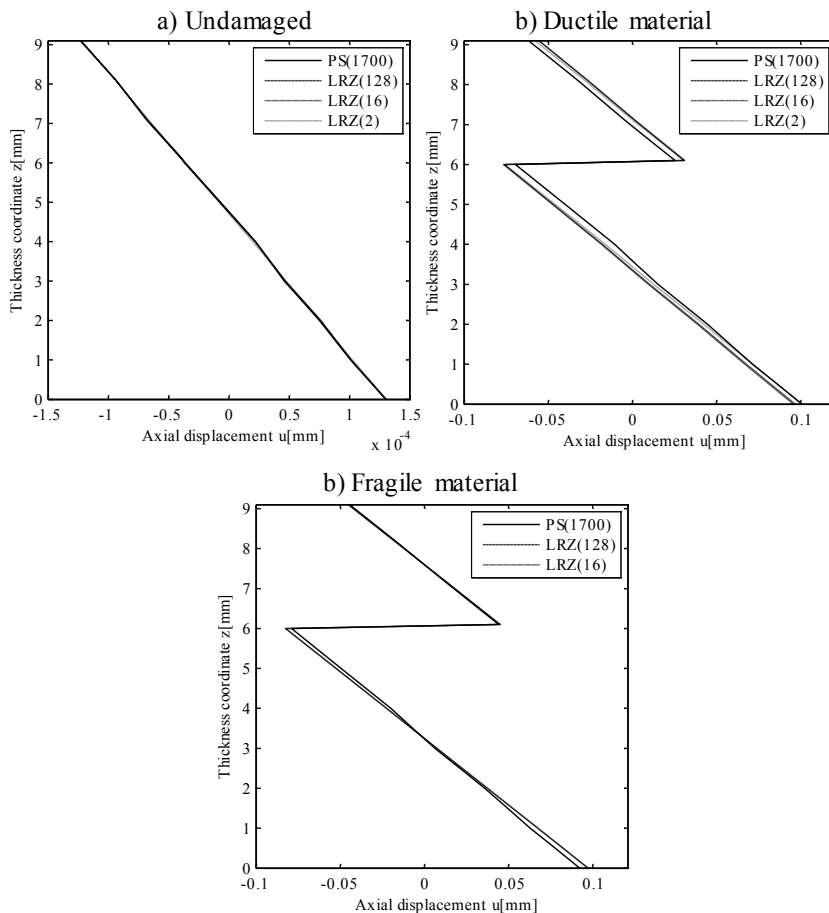 a) Undamaged
PS(1700)
LRZ(128)
LRZ(16)
LRZ(2)
Thickness coordinate z[mm]
9
8
7
6
5
4
3
2
1
0
-1.5
-1
-0.5
0
0.5
1
1.5
x 10-4
Axial displacement u[mm]
b) Ductile material
PS(1700)
LRZ(128)
LRZ(16)
LRZ(2)
Thickness coordinate z[mm]
9
8
7
6
5
4
3
2
1
0
-0.1
-0.05
0
0.05
0.1
Axial displacement u[mm]
b) Fragile material
PS(1700)
LRZ(128)
LRZ(16)
Thickness coordinate z[mm]
9
8
7
6
5
4
3
2
1
0
-0.1
-0.05
0
0.05
0.1
Axial displacement u[mm]